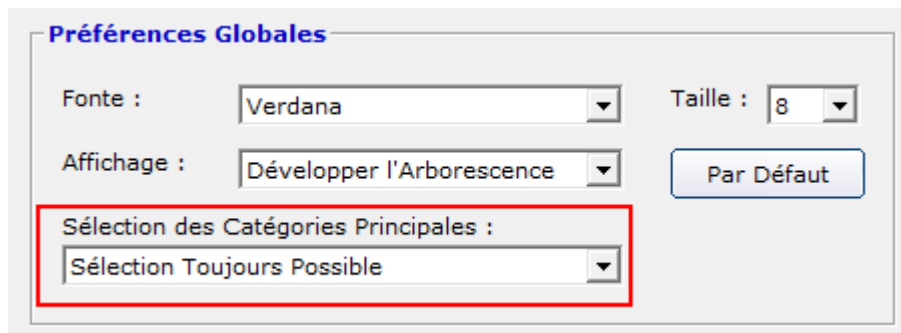 Préférences Globales
Fonte : Verdana Taille : 8
Affichage : Développer l'Arborescence Par Défaut
Sélection des Catégories Principales :
Sélection Toujours Possible